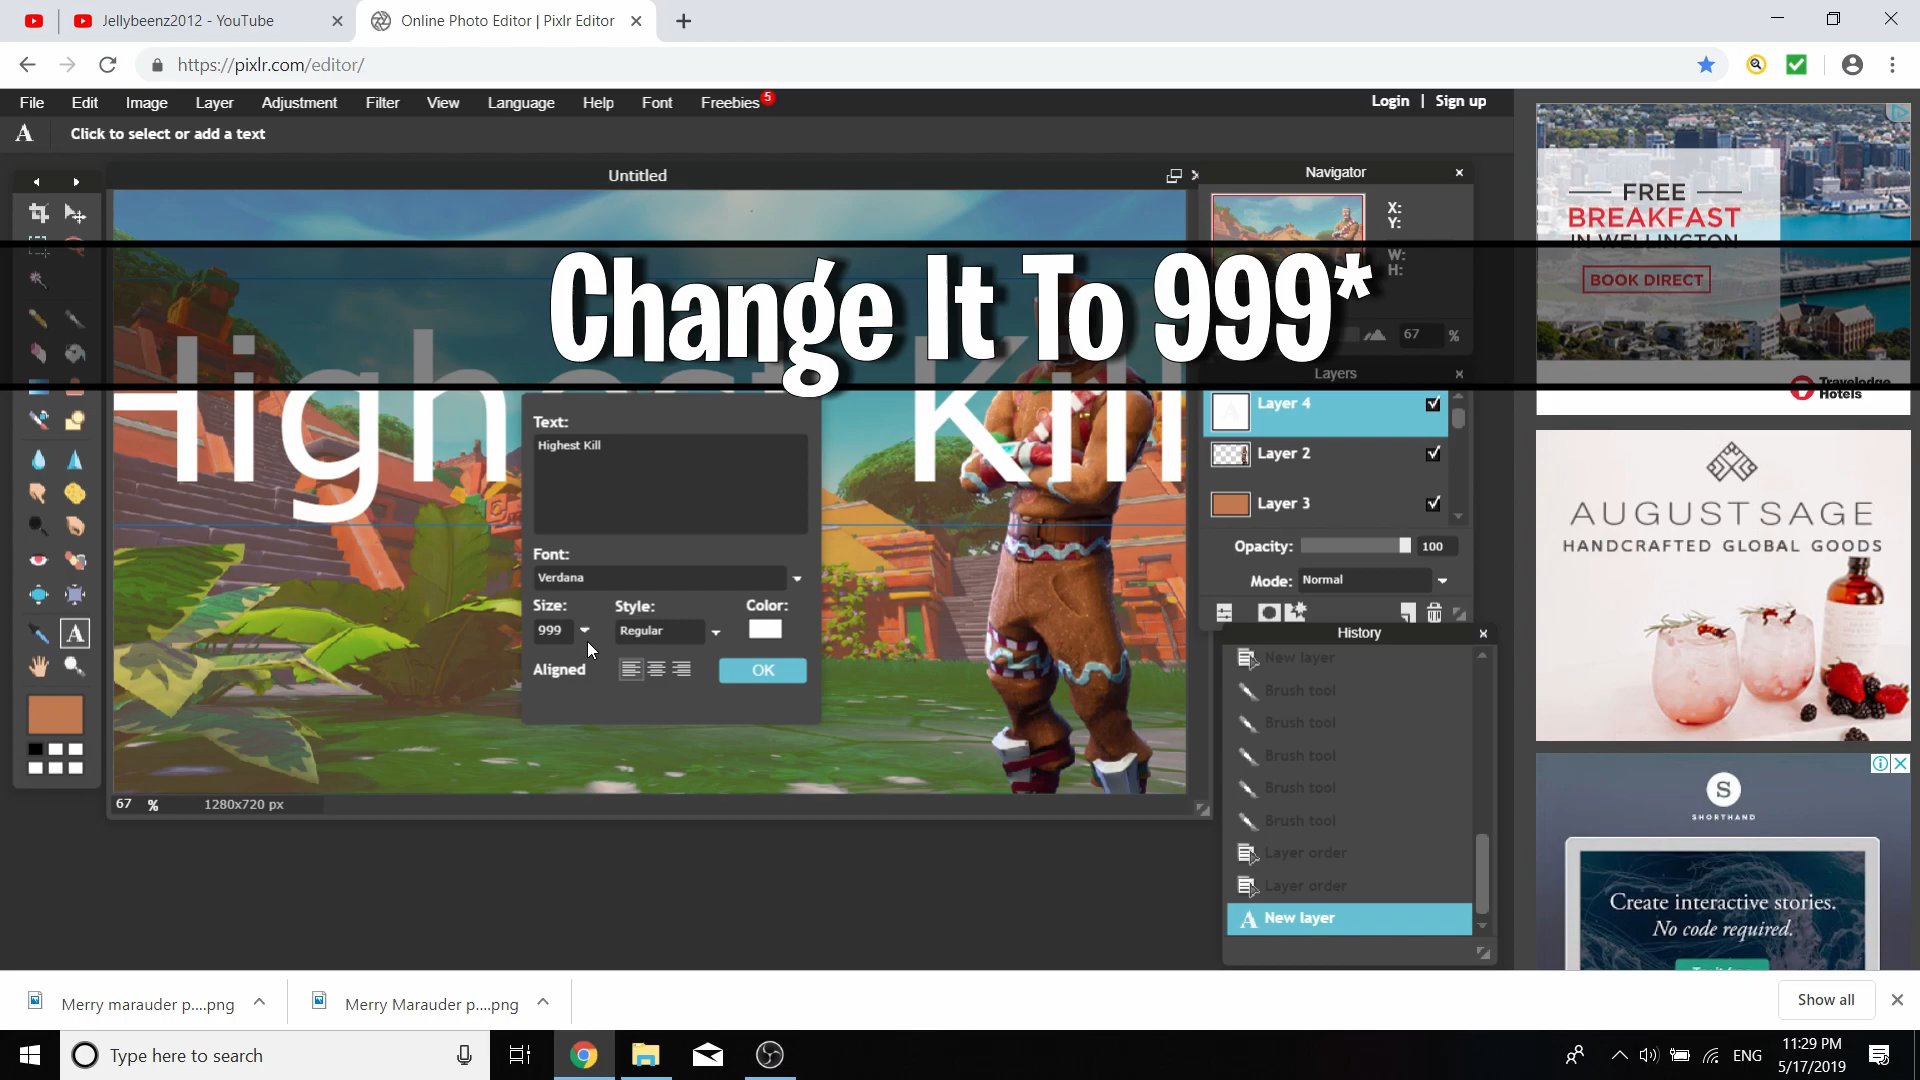 Jellybeenz2012 - YouTube
Online Photo Editor | Pixlr Editor
https://pixlr.com/editor/
File Edit Image Layer Adjustment Filter View Language Help Font Freebies 5
Login | Sign up
A Click to select or add a text
Untitled
Navigator
X:
Y:
W:
H:
67 %
Change It To 999*
Highest Kill
Layers
Layer 4
Layer 2
Layer 3
Opacity: 100
Mode: Normal
Text:
Highest Kill
Font:
Verdana
Size: Style: Color:
999 Regular
Aligned OK
A
History
New layer
Brush tool
Brush tool
Brush tool
Brush tool
Brush tool
Layer order
Layer order
A New layer
67 % 1280x720 px
FREE
BREAKFAST
IN WELLINGTON
BOOK DIRECT
Travelodge
Hotels
AUGUST SAGE
HANDCRAFTED GLOBAL GOODS
S
SHORTHAND
Create interactive stories.
No code required.
Merry marauder p....png
Merry Marauder p....png
Show all
Type here to search
ENG
11:29 PM
5/17/2019